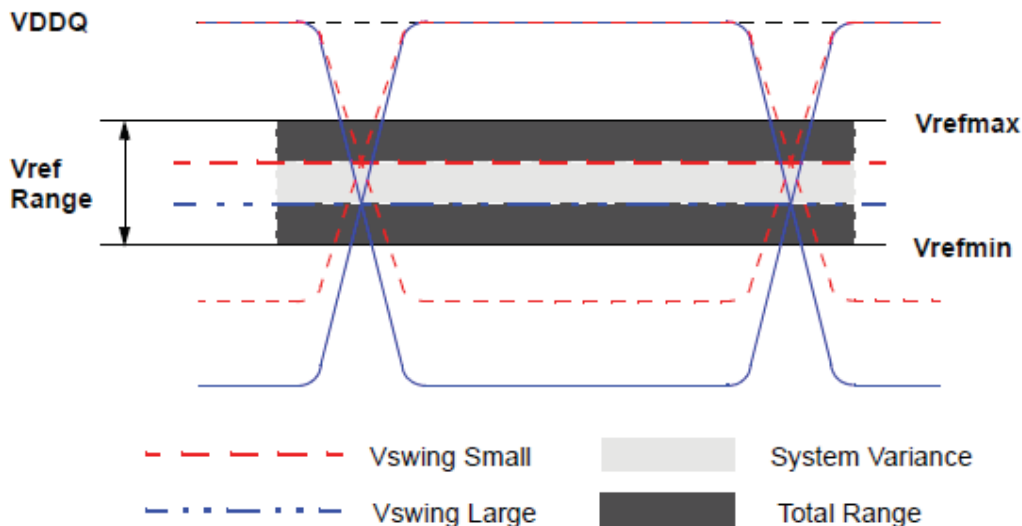 VDDQ
Vrefmax
Vref
Range
Vrefmin
Vswing Small
System Variance
Vswing Large
Total Range